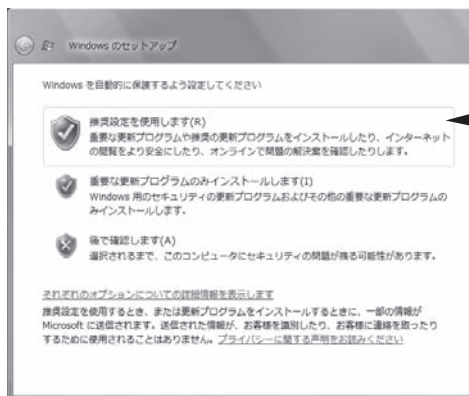 Windows のセットアップ
Windows を自動的に保護するよう設定してください
推奨設定を使用します(R)
重要な更新プログラムや推奨の更新プログラムをインストールしたり、インターネット
の閲覧をより安全にしたり、オンラインで問題の解決策を確認したりします。
重要な更新プログラムのみインストールします(I)
Windows 用のセキュリティの更新プログラムおよびその他の重要な更新プログラムの
みインストールします。
後で確認します(A)
選択されるまで、このコンピュータにセキュリティの問題が残る可能性があります。
それぞれのオプションについての詳細情報を表示します
推奨設定を使用するとき、または更新プログラムをインストールするときに、一部の情報が
Microsoft に送信されます。送信された情報が、お客様を識別したり、お客様に連絡を取ったり
するために使用されることはありません。プライバシーに関する声明をお読みください